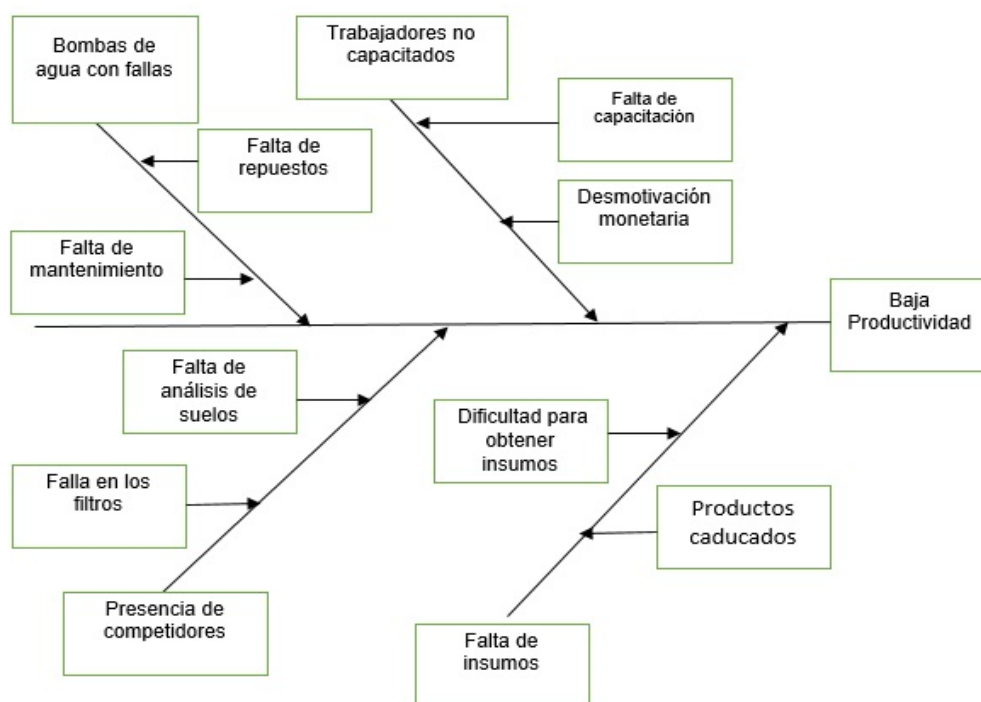 Bombas de
agua con fallas
Trabajadores no
capacitados
Falta de
capacitación
Falta de
repuestos
Desmotivación
monetaria
Falta de
mantenimiento
Baja
Productividad
Falta de
análisis de
suelos
Dificultad para
obtener
insumos
Falla en los
filtros
Productos
caducados
Presencia de
competidores
Falta de
insumos